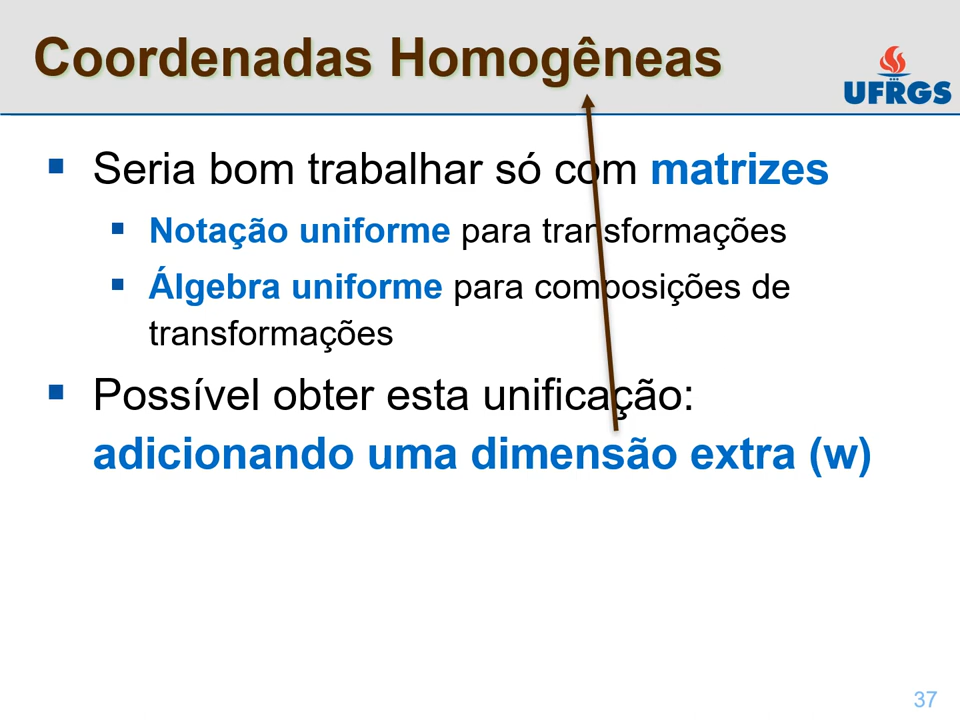 Coordenadas Homogêneas
UFRGS
Seria bom trabalhar só com matrizes
Notação uniforme para transformações
Álgebra uniforme para composições de
transformações
Possível obter esta unificação:
adicionando uma dimensão extra (w)
37